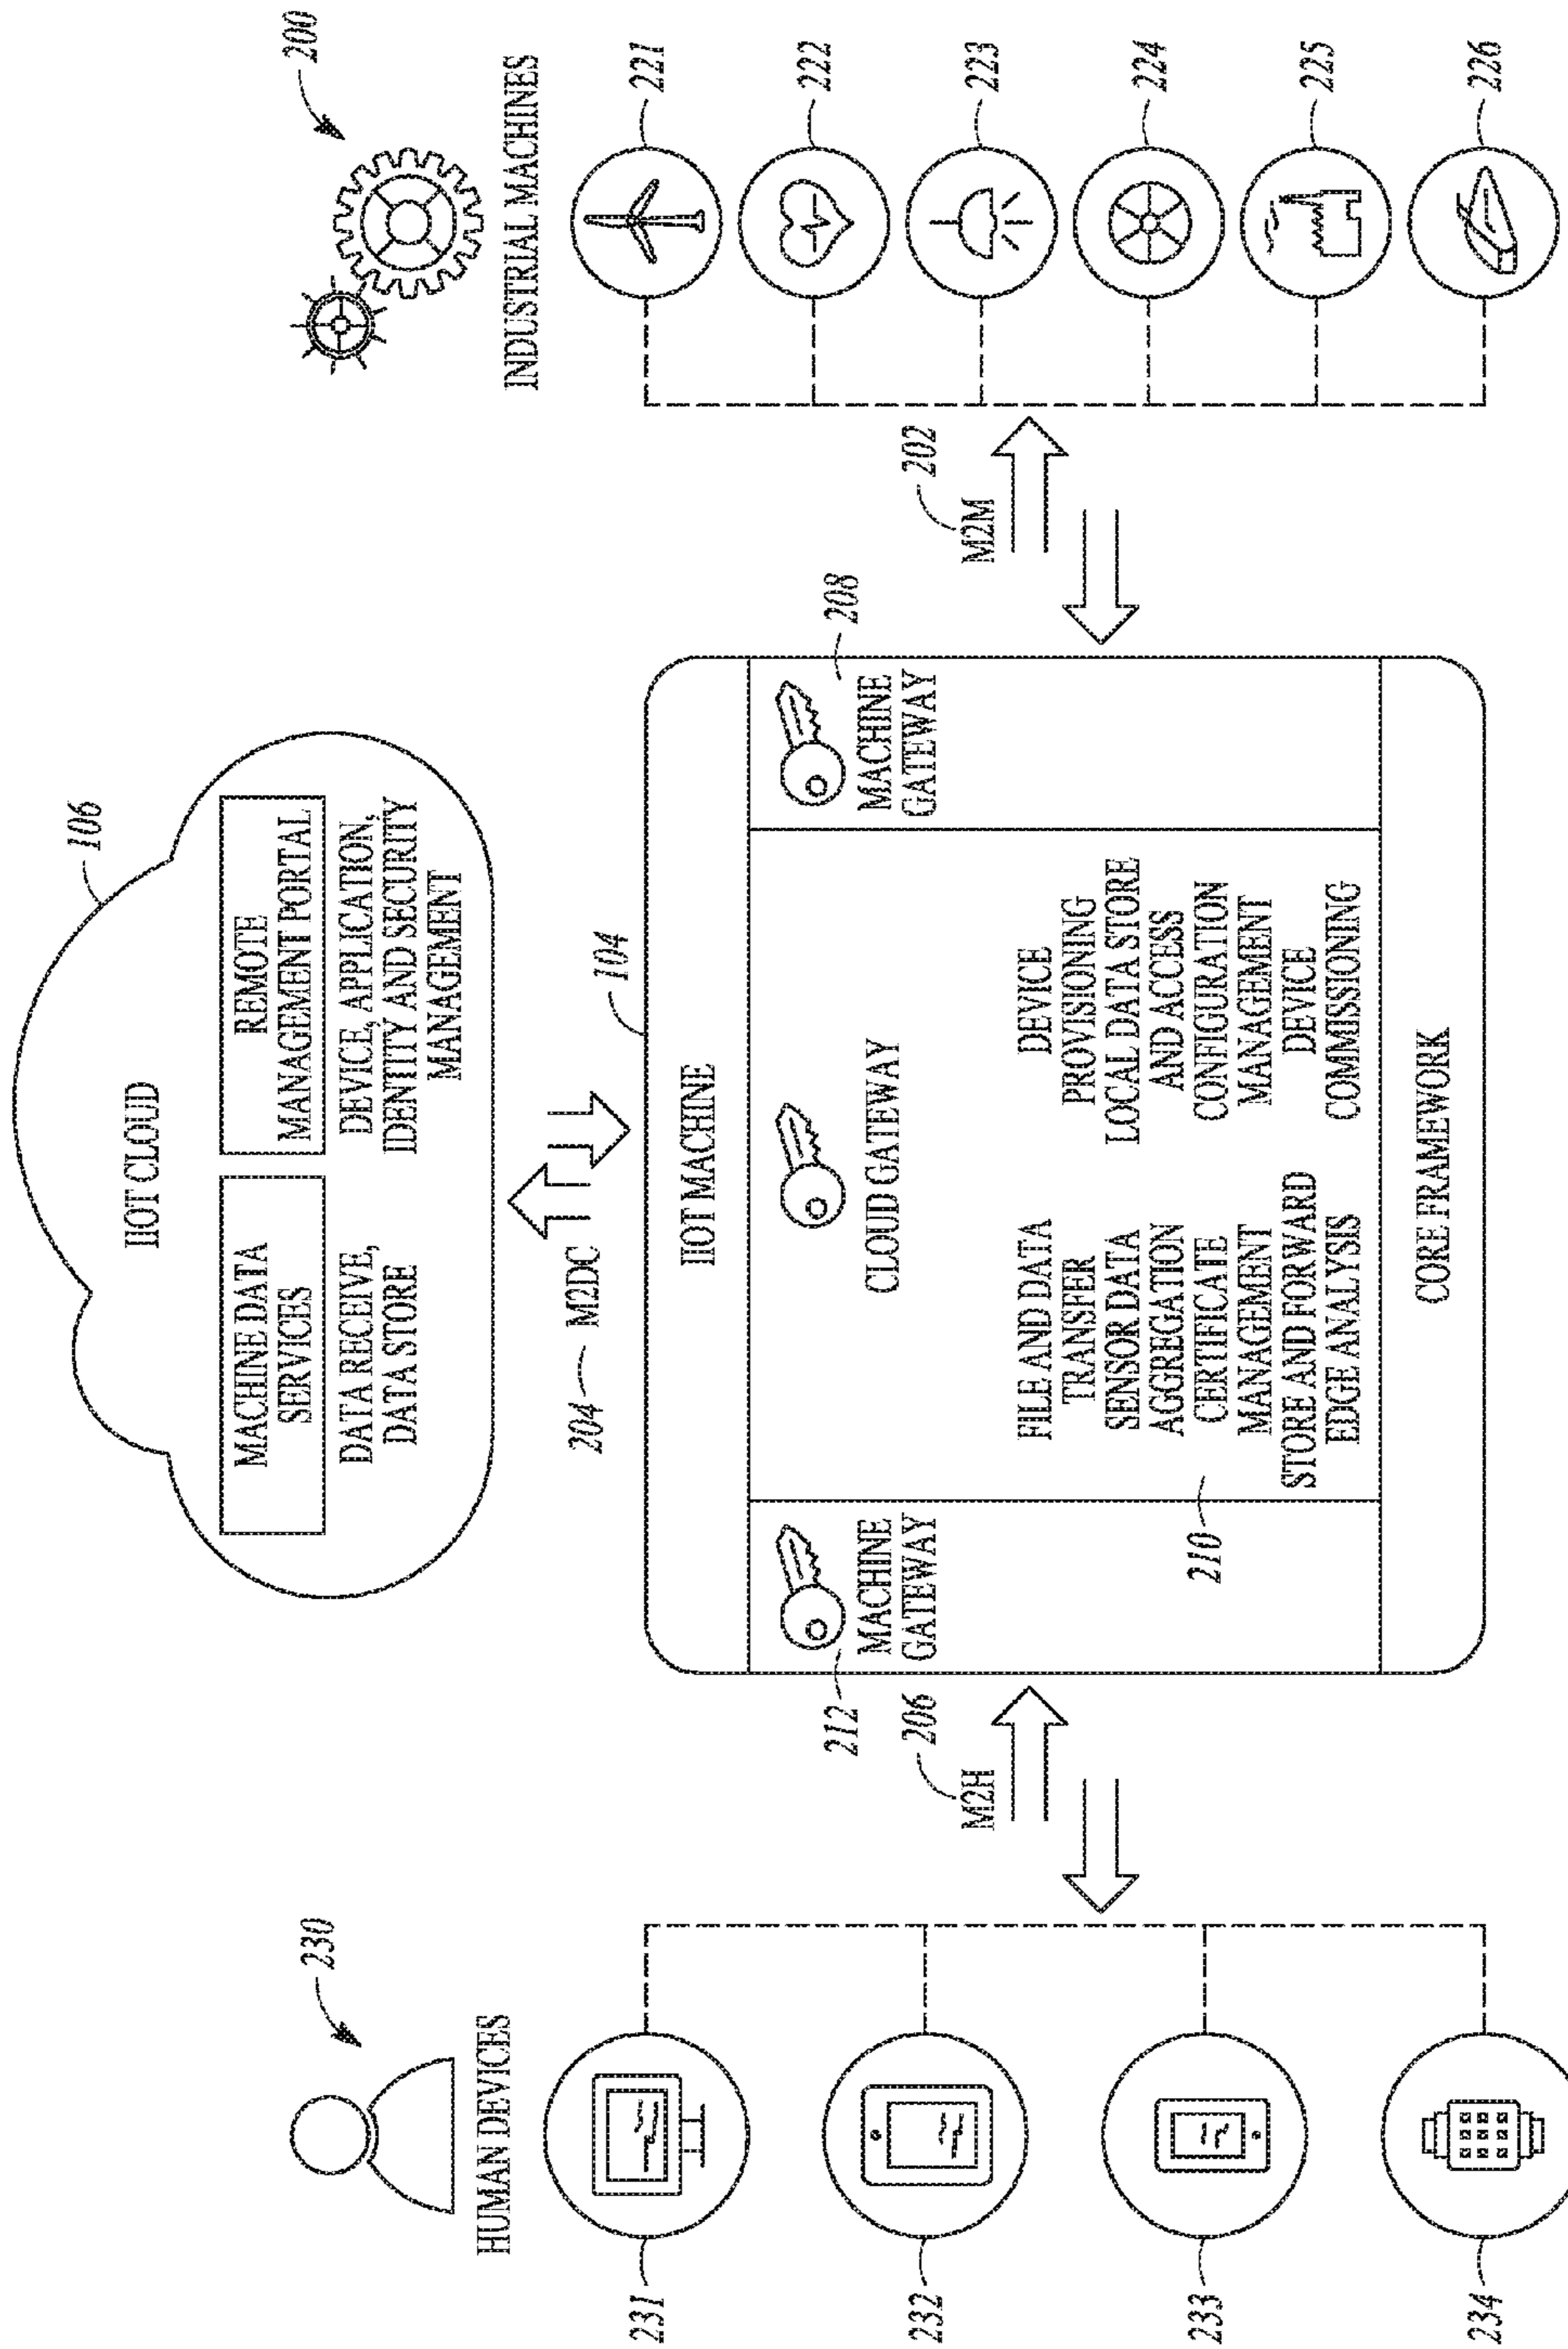 106
IIOT CLOUD
MACHINE DATA
SERVICES
DATA RECEIVE,
DATA STORE
REMOTE
MANAGEMENT PORTAL
DEVICE, APPLICATION,
IDENTITY AND SECURITY
MANAGEMENT
204
M2DC
104
230
HUMAN DEVICES
231
232
233
234
206
M2H
IIOT MACHINE
212
MACHINE
GATEWAY
CLOUD GATEWAY
FILE AND DATA
TRANSFER
SENSOR DATA
AGGREGATION
CERTIFICATE
MANAGEMENT
STORE AND FORWARD
EDGE ANALYSIS
210
DEVICE
PROVISIONING
LOCAL DATA STORE
AND ACCESS
CONFIGURATION
MANAGEMENT
DEVICE
COMMISSIONING
MACHINE
GATEWAY
208
CORE FRAMEWORK
202
M2M
200
INDUSTRIAL MACHINES
221
222
223
224
225
226